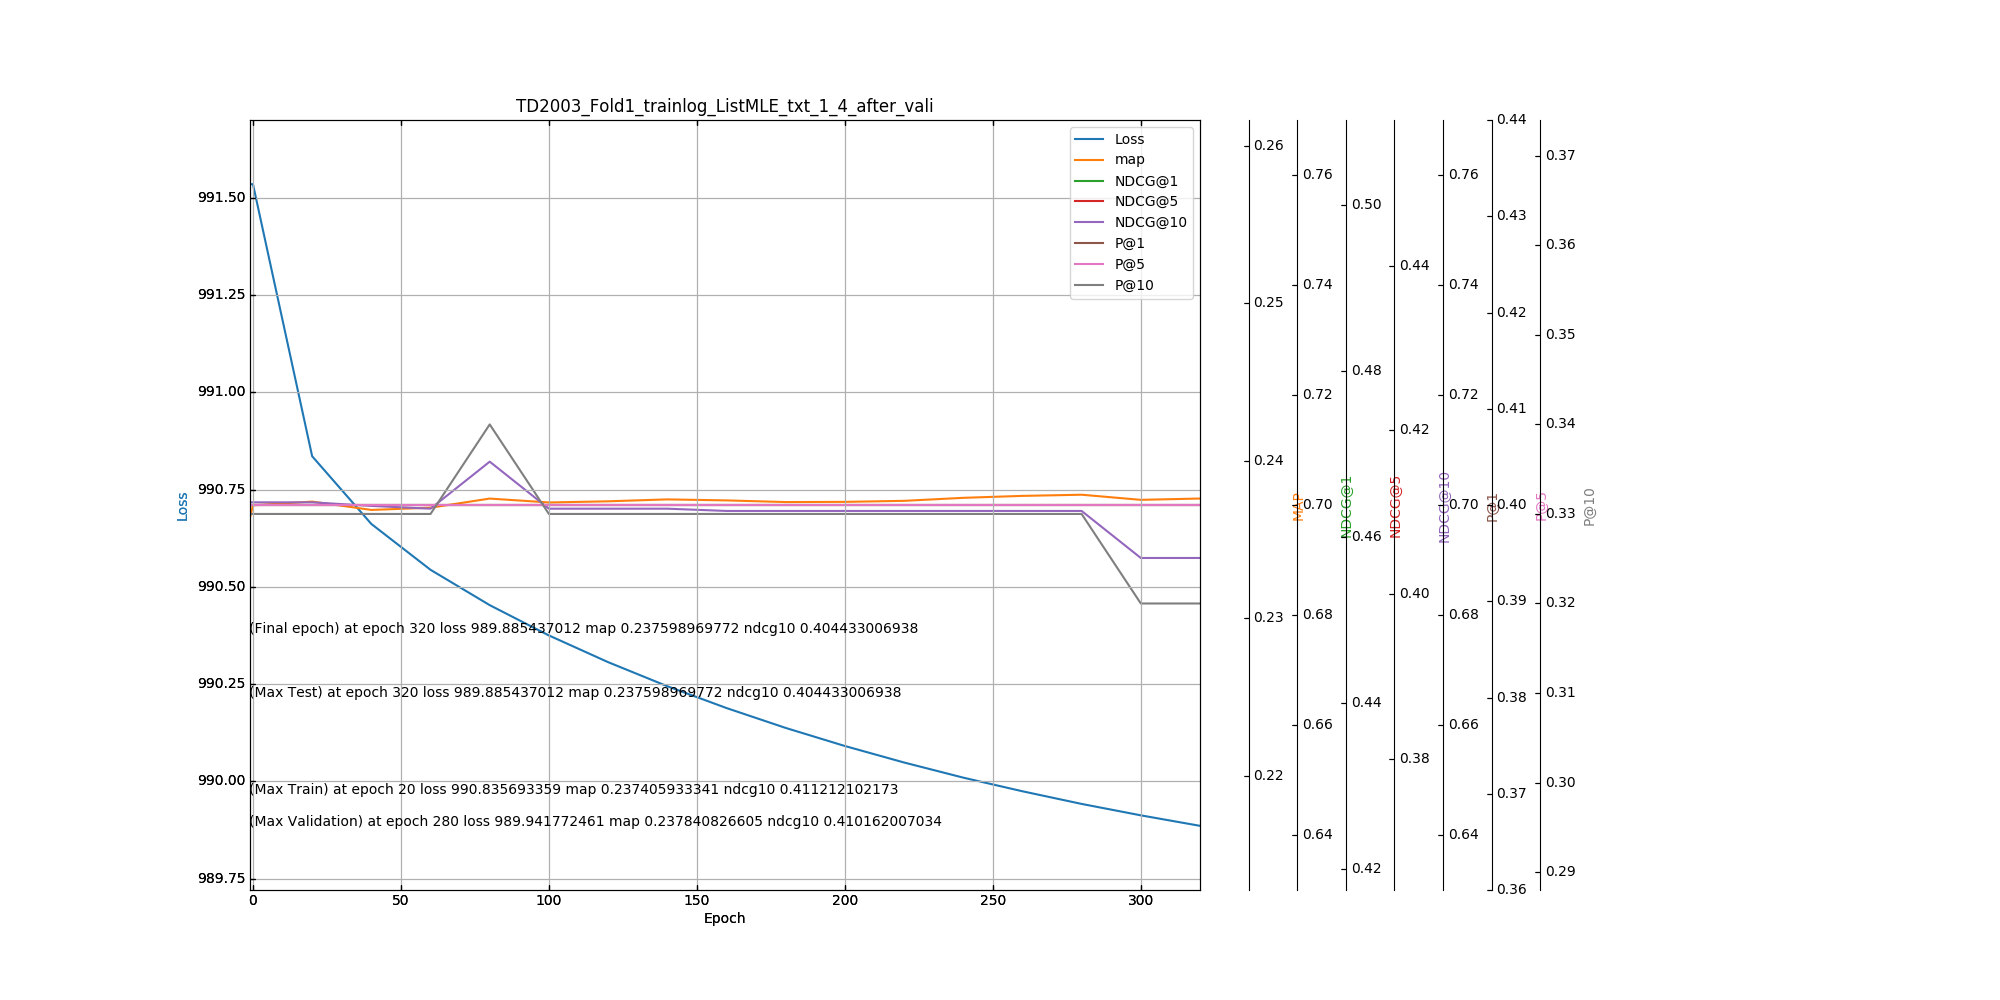 TD2003_Fold1_trainlog_ListMLE_txt_1_4_after_vali
Loss
map
NDCG@1
NDCG@5
NDCG@10
P@1
P@5
P@10
991.50
991.25
991.00
990.75
990.50
990.25
990.00
989.75
Loss
(Final epoch) at epoch 320 loss 989.885437012 map 0.237598969772 ndcg10 0.404433006938
(Max Test) at epoch 320 loss 989.885437012 map 0.237598969772 ndcg10 0.404433006938
(Max Train) at epoch 20 loss 990.835693359 map 0.237405933341 ndcg10 0.411212102173
(Max Validation) at epoch 280 loss 989.941772461 map 0.237840826605 ndcg10 0.410162007034
0 50 100 150 200 250 300
Epoch
0.26
0.25
0.24
0.23
0.22
MAP
0.76
0.74
0.72
0.70
0.68
0.66
0.64
NDCG@1
0.50
0.48
0.46
0.44
0.42
NDCG@5
0.44
0.42
0.40
0.38
NDCG@10
0.76
0.74
0.72
0.70
0.68
0.66
0.64
P@1
0.44
0.43
0.42
0.41
0.40
0.39
0.38
0.37
0.36
P@5
0.37
0.36
0.35
0.34
0.33
0.32
0.31
0.30
0.29
P@10